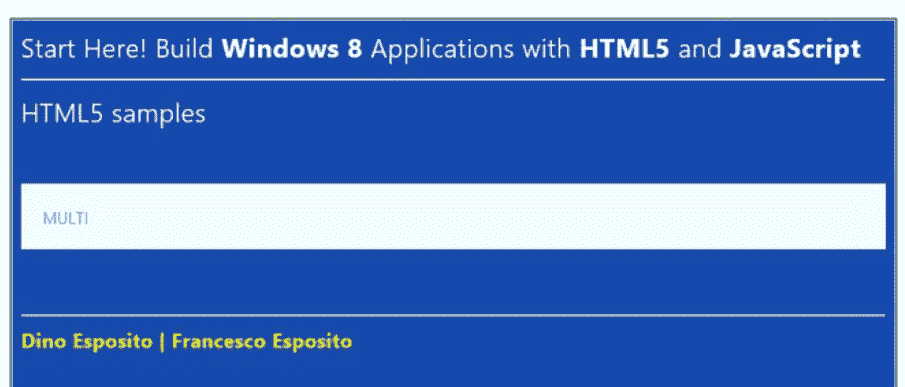 Start Here! Build Windows 8 Applications with HTML5 and JavaScript
HTML5 samples
MULTI
Dino Esposito | Francesco Esposito